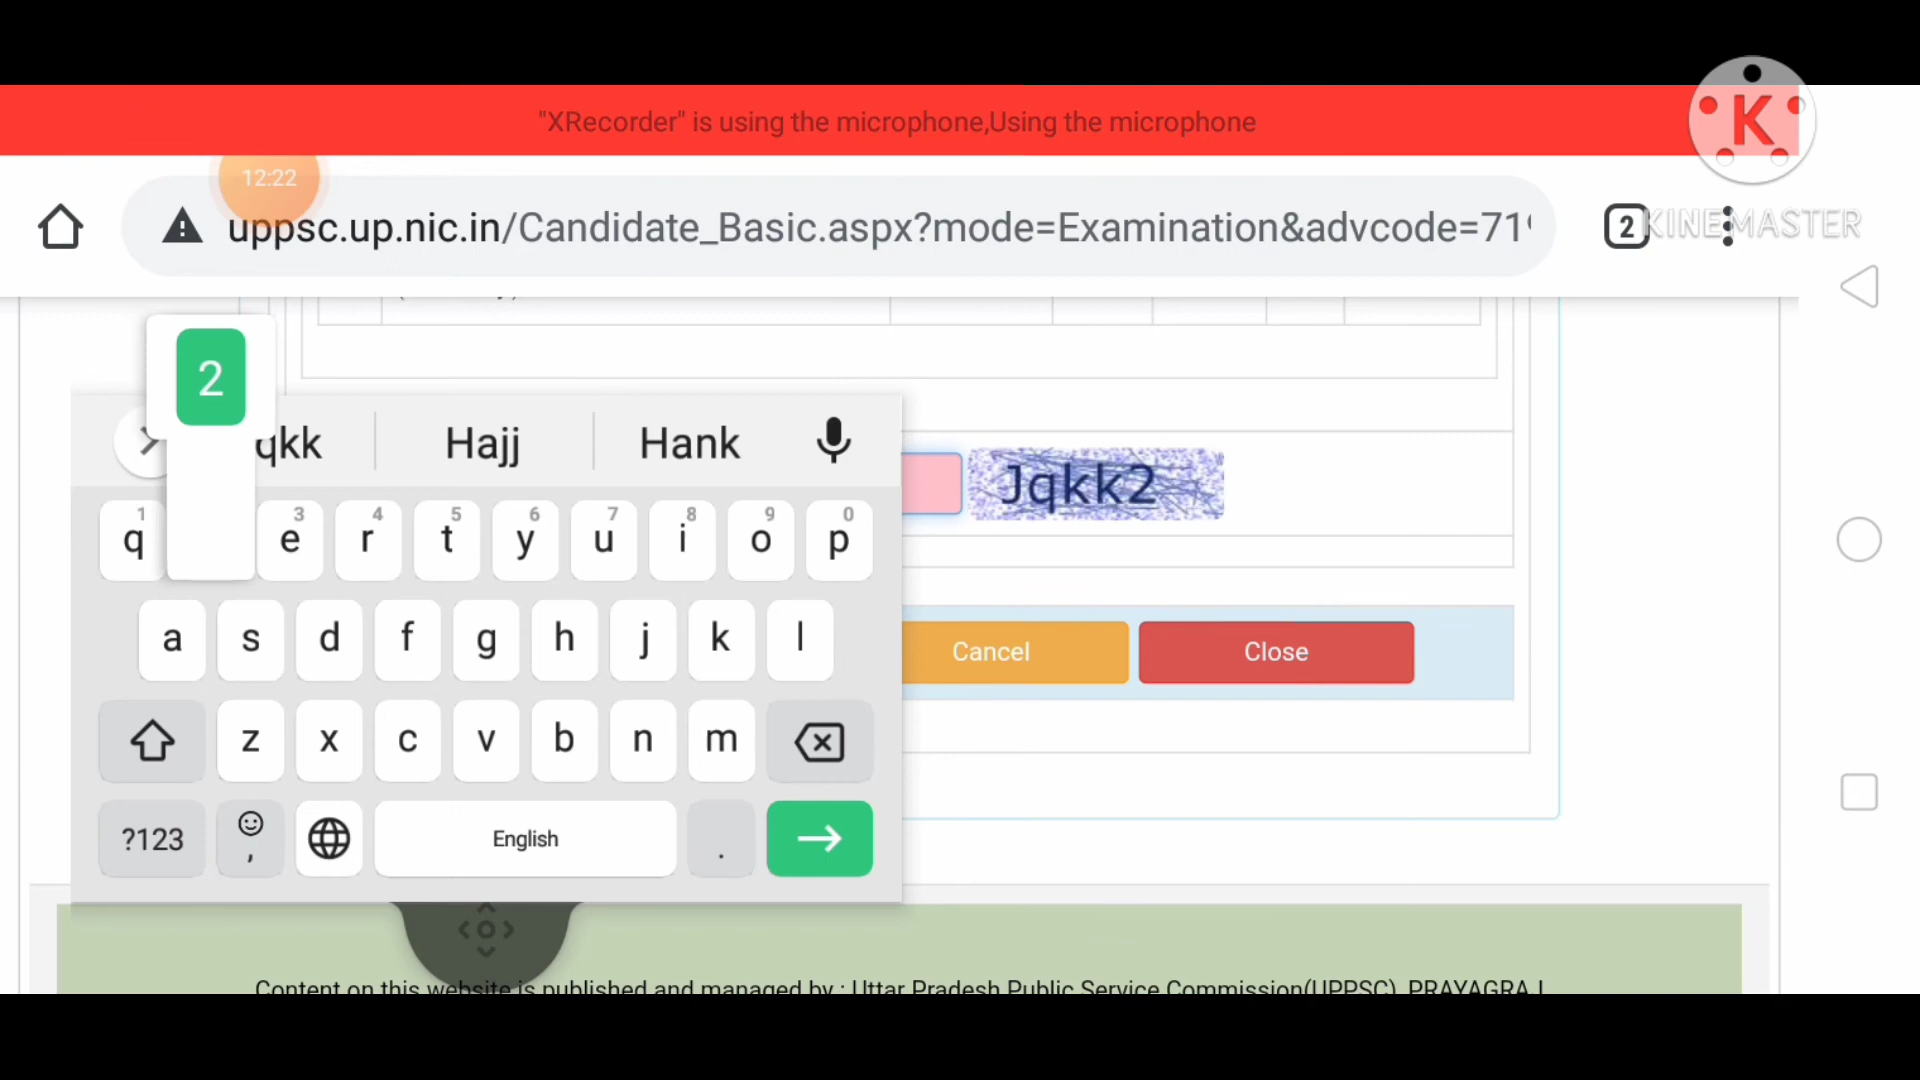 "XRecorder" is using the microphone,Using the microphone
K
12:22
uppsc.up.nic.in/Candidate_Basic.aspx?mode=Examination&advcode=71
2
KINEMASTER
2
qkk Hajj Hank
Jqkk2
1 3 4 5 6 7 8 9 0
q e r t y u i o p
a s d f g h j k l
Cancel Close
z x c v b n m
?123 , English .
Content on this website is published and managed by : Uttar Pradesh Public Service Commission(UPPSC), PRAYAGRAJ